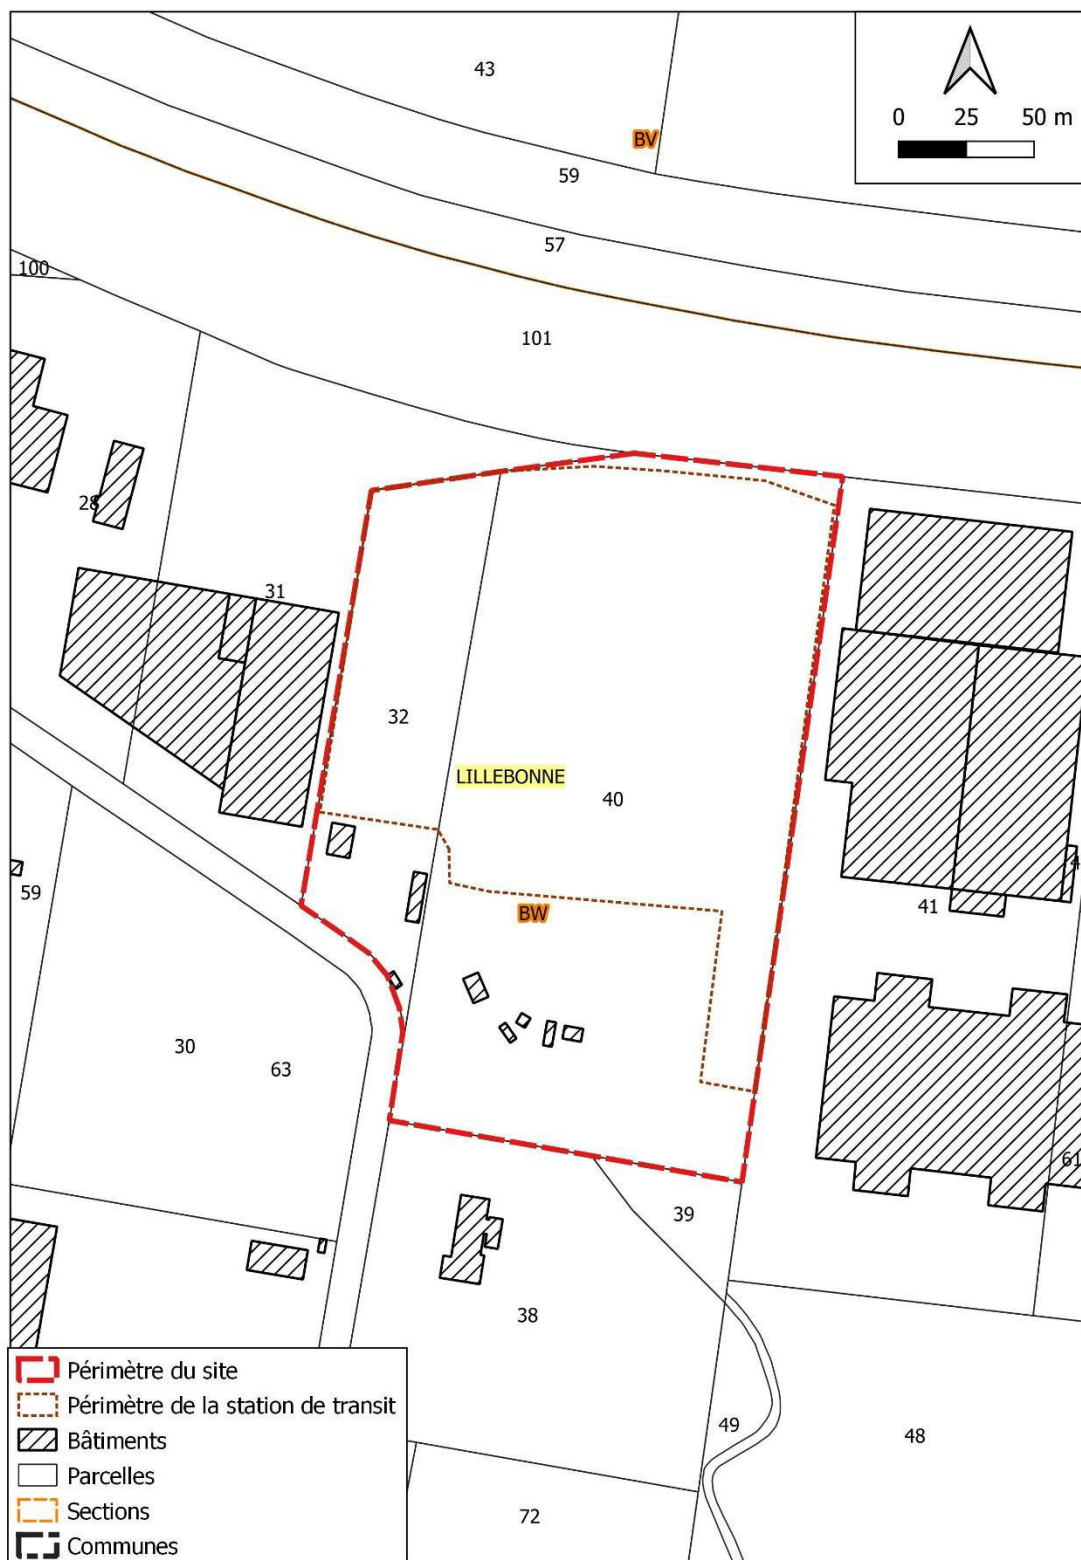 43
BV
0 25 50 m
59
57
100
101
28
31
32
LILLEBONNE
40
59
BW
41
30
63
61
39
38
49
48
72
Périmètre du site
Périmètre de la station de transit
Bâtiments
Parcelles
Sections
Communes